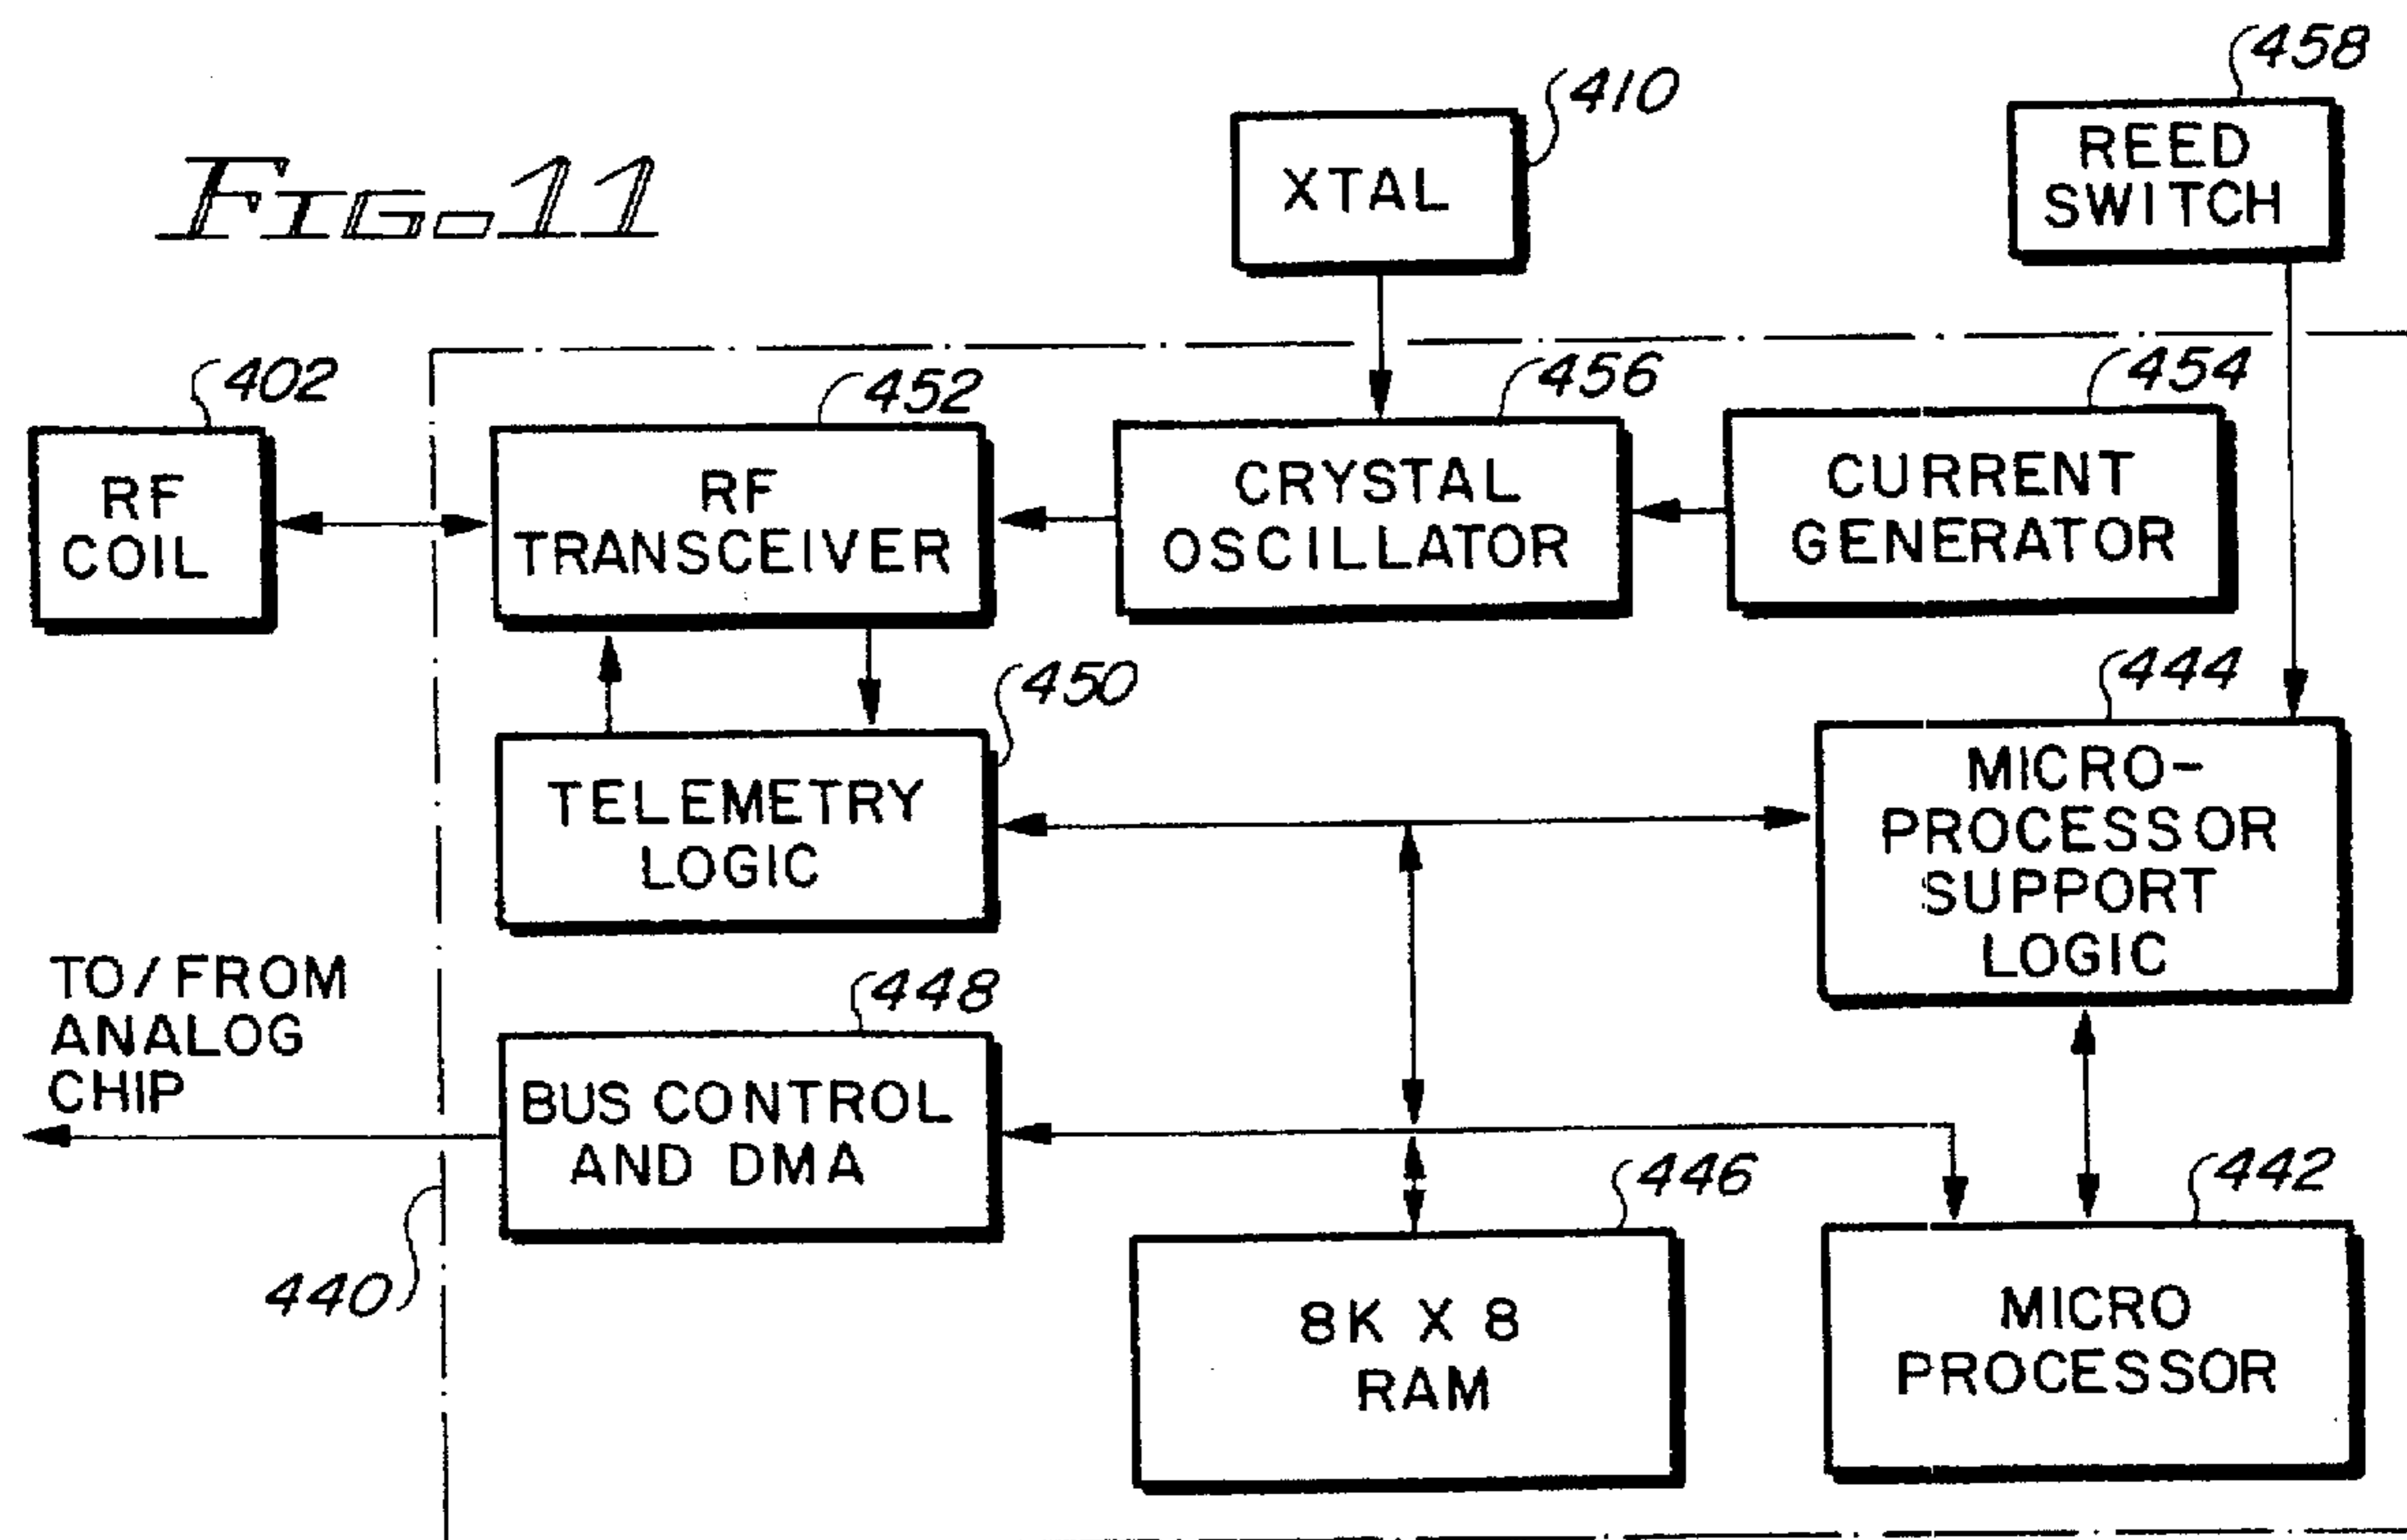 FIG. 11
410
XTAL
458
REED
SWITCH
402
RF
COIL
452
RF
TRANSCEIVER
456
CRYSTAL
OSCILLATOR
454
CURRENT
GENERATOR
450
TELEMETRY
LOGIC
444
MICRO-
PROCESSOR
SUPPORT
LOGIC
TO/FROM
ANALOG
CHIP
448
BUS CONTROL
AND DMA
440
446
8K X 8
RAM
442
MICRO
PROCESSOR